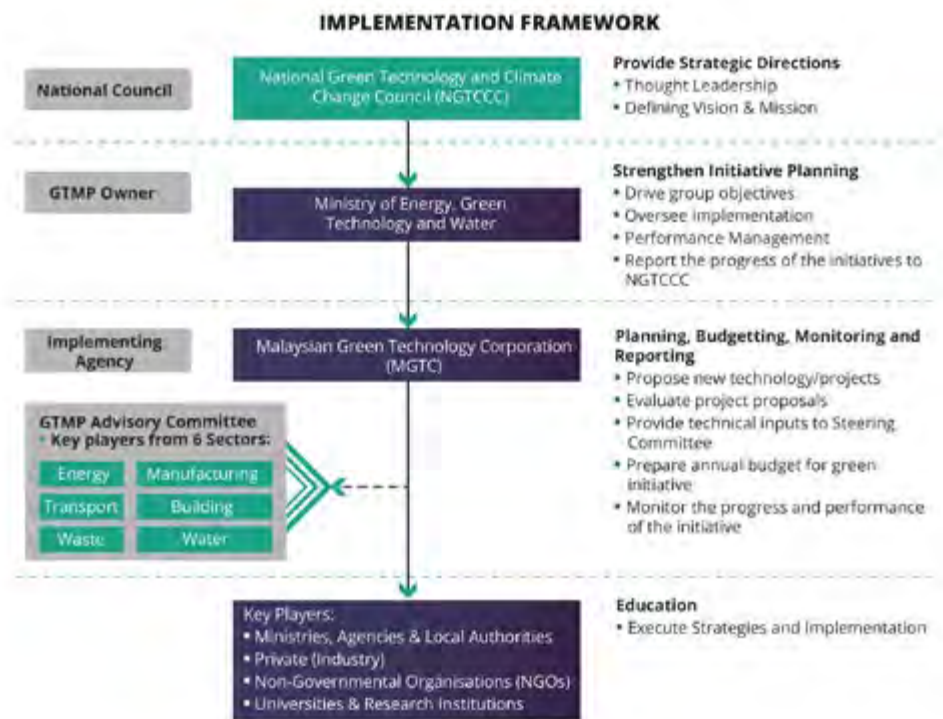 IMPLEMENTATION FRAMEWORK
National Council
National Green Technology and Climate
Change Council (NGTCCC)
Provide Strategic Directions
• Thought Leadership
• Defining Vision & Mission
GTMP Owner
Ministry of Energy, Green
Technology and Water
Strengthen Initiative Planning
• Drive group objectives
• Oversee implementation
• Performance Management
• Report the progress of the initiatives to
NGTCCC
Implementing
Agency
Malaysian Green Technology Corporation
(MGTC)
Planning, Budgetting, Monitoring and
Reporting
• Propose new technology/projects
• Evaluate project proposals
• Provide technical inputs to Steering
Committee
• Prepare annual budget for green
initiative
• Monitor the progress and performance
of the initiative
GTMP Advisory Committee
• Key players from 6 Sectors:
Energy
Manufacturing
Transport
Building
Waste
Water
Key Players:
▪ Ministries, Agencies & Local Authorities
▪ Private (Industry)
▪ Non-Governmental Organisations (NGOs)
▪ Universities & Research Institutions
Education
• Execute Strategies and Implementation